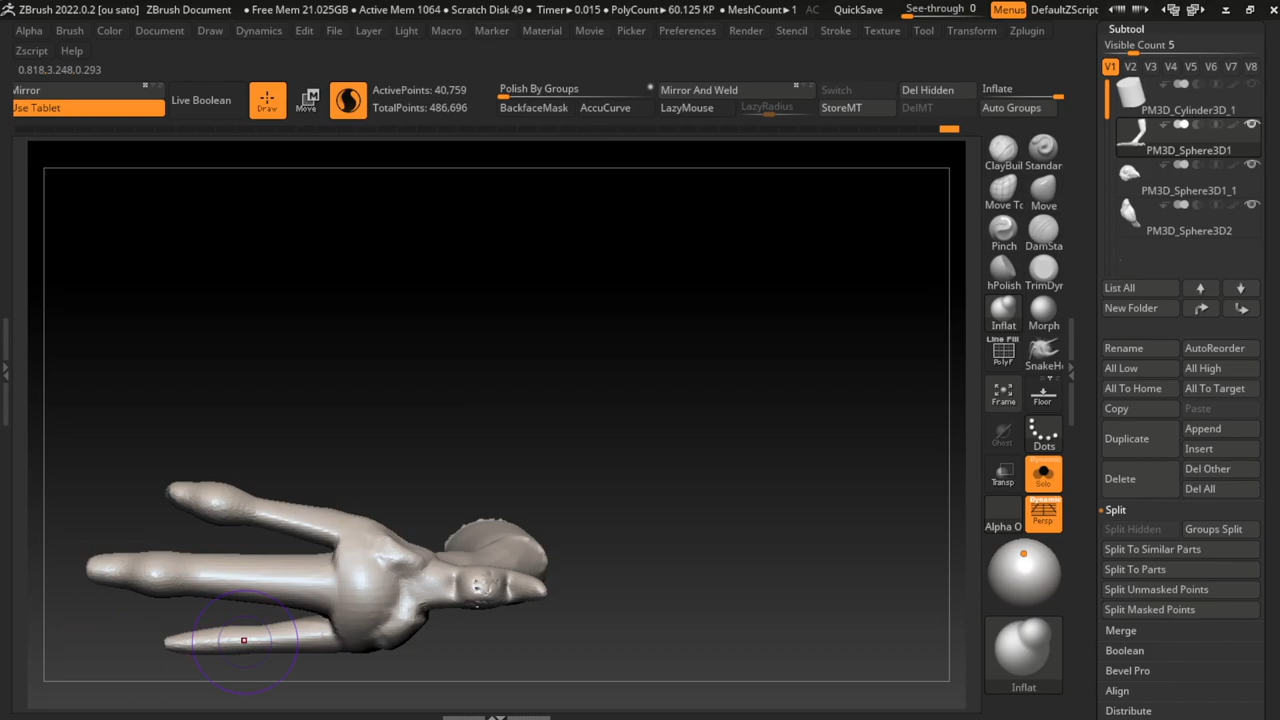 ZBrush 2022.0.2 [ou sato] ZBrush Document • Free Mem 21.025GB • Active Mem 1064 • Scratch Disk 49 • Timer▸0.015 • PolyCount▸60.125 KP • MeshCount▸1 AC QuickSave See-through 0 Menus DefaultZScript
Alpha Brush Color Document Draw Dynamics Edit File Layer Light Macro Marker Material Movie Picker Preferences Render Stencil Stroke Texture Tool Transform Zplugin
Zscript Help
0.818,3.248,0.293
Mirror
Use Tablet
Live Boolean
Draw
Move
ActivePoints: 40,759
TotalPoints: 486,696
Polish By Groups
BackfaceMask AccuCurve
Mirror And Weld
LazyMouse LazyRadius
Switch
StoreMT
Del Hidden
DelMT
Inflate
Auto Groups
ClayBuil Standar
Move To Move
Pinch DamSta
hPolish TrimDyr
Inflat Morph
Line Fill
PolyF SnakeHo
Frame Floor
Ghost Dots
Transp
Dynamic
Solo
Alpha O
Dynamic
Persp
Inflat
Subtool
Visible Count 5
V1 V2 V3 V4 V5 V6 V7 V8
PM3D_Cylinder3D_1
PM3D_Sphere3D1
PM3D_Sphere3D1_1
PM3D_Sphere3D2
List All
New Folder
Rename AutoReorder
All Low All High
All To Home All To Target
Copy Paste
Duplicate
Append
Insert
Delete
Del Other
Del All
Split
Split Hidden Groups Split
Split To Similar Parts
Split To Parts
Split Unmasked Points
Split Masked Points
Merge
Boolean
Bevel Pro
Align
Distribute